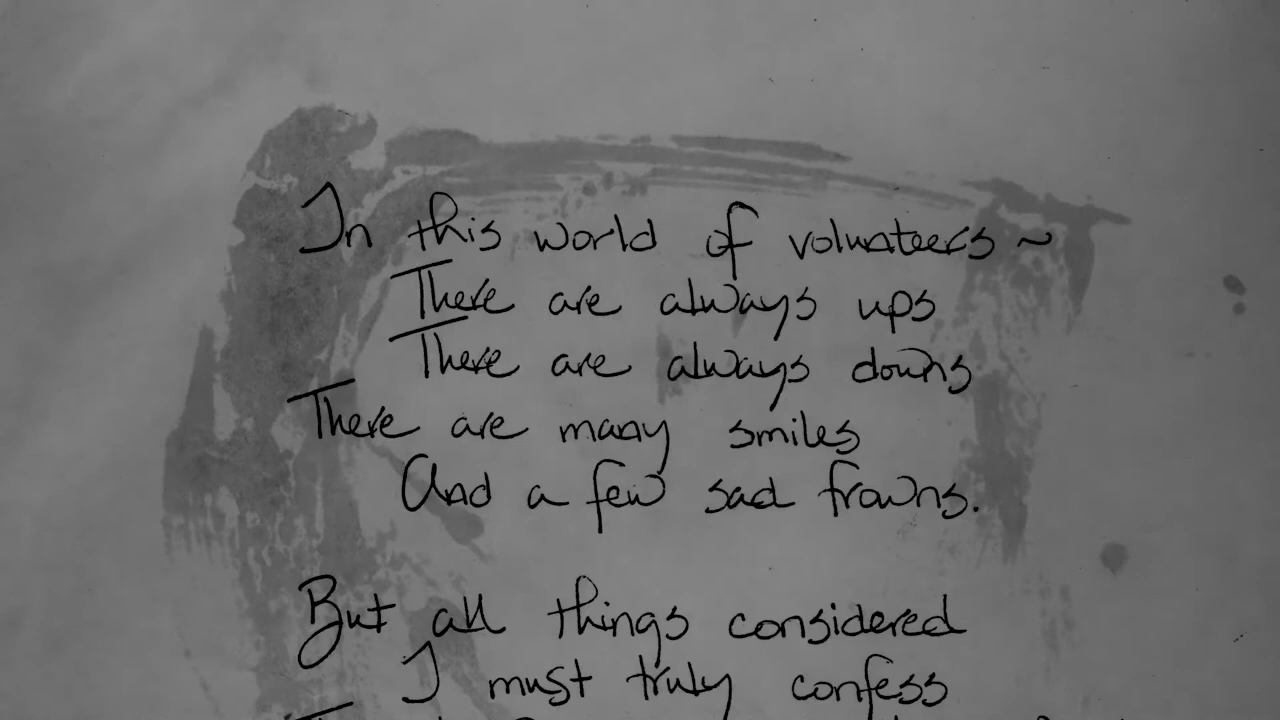 In this world of volunteers ~
There are always ups
There are always downs
There are many smiles
And a few sad frowns.
But all things considered
I must truly confess